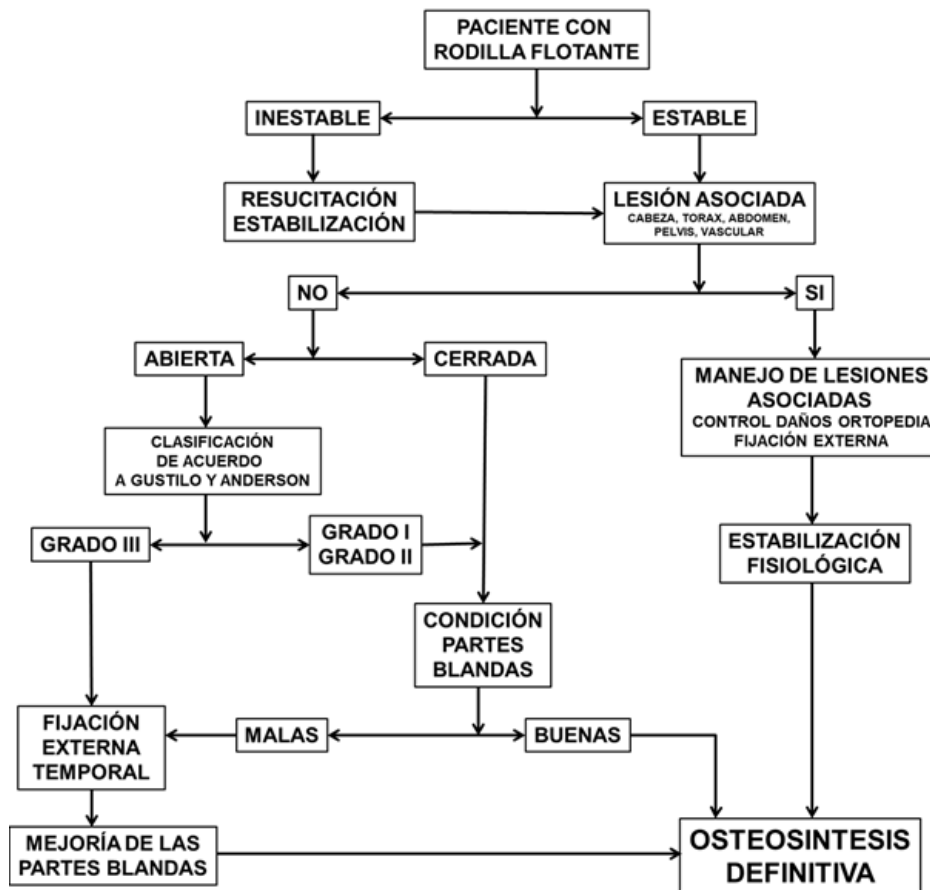 PACIENTE CON
RODILLA FLOTANTE
INESTABLE
ESTABLE
RESUCITACIÓN
ESTABILIZACIÓN
LESIÓN ASOCIADA
CABEZA, TORAX, ABDOMEN,
PELVIS, VASCULAR
NO
SI
ABIERTA
CERRADA
MANEJO DE LESIONES
ASOCIADAS
CONTROL DAÑOS ORTOPEDIA
FIJACIÓN EXTERNA
CLASIFICACIÓN
DE ACUERDO
A GUSTILO Y ANDERSON
GRADO III
GRADO I
GRADO II
ESTABILIZACIÓN
FISIOLÓGICA
CONDICIÓN
PARTES
BLANDAS
FIJACIÓN
EXTERNA
TEMPORAL
MALAS
BUENAS
MEJORÍA DE LAS
PARTES BLANDAS
OSTEOSINTESIS
DEFINITIVA